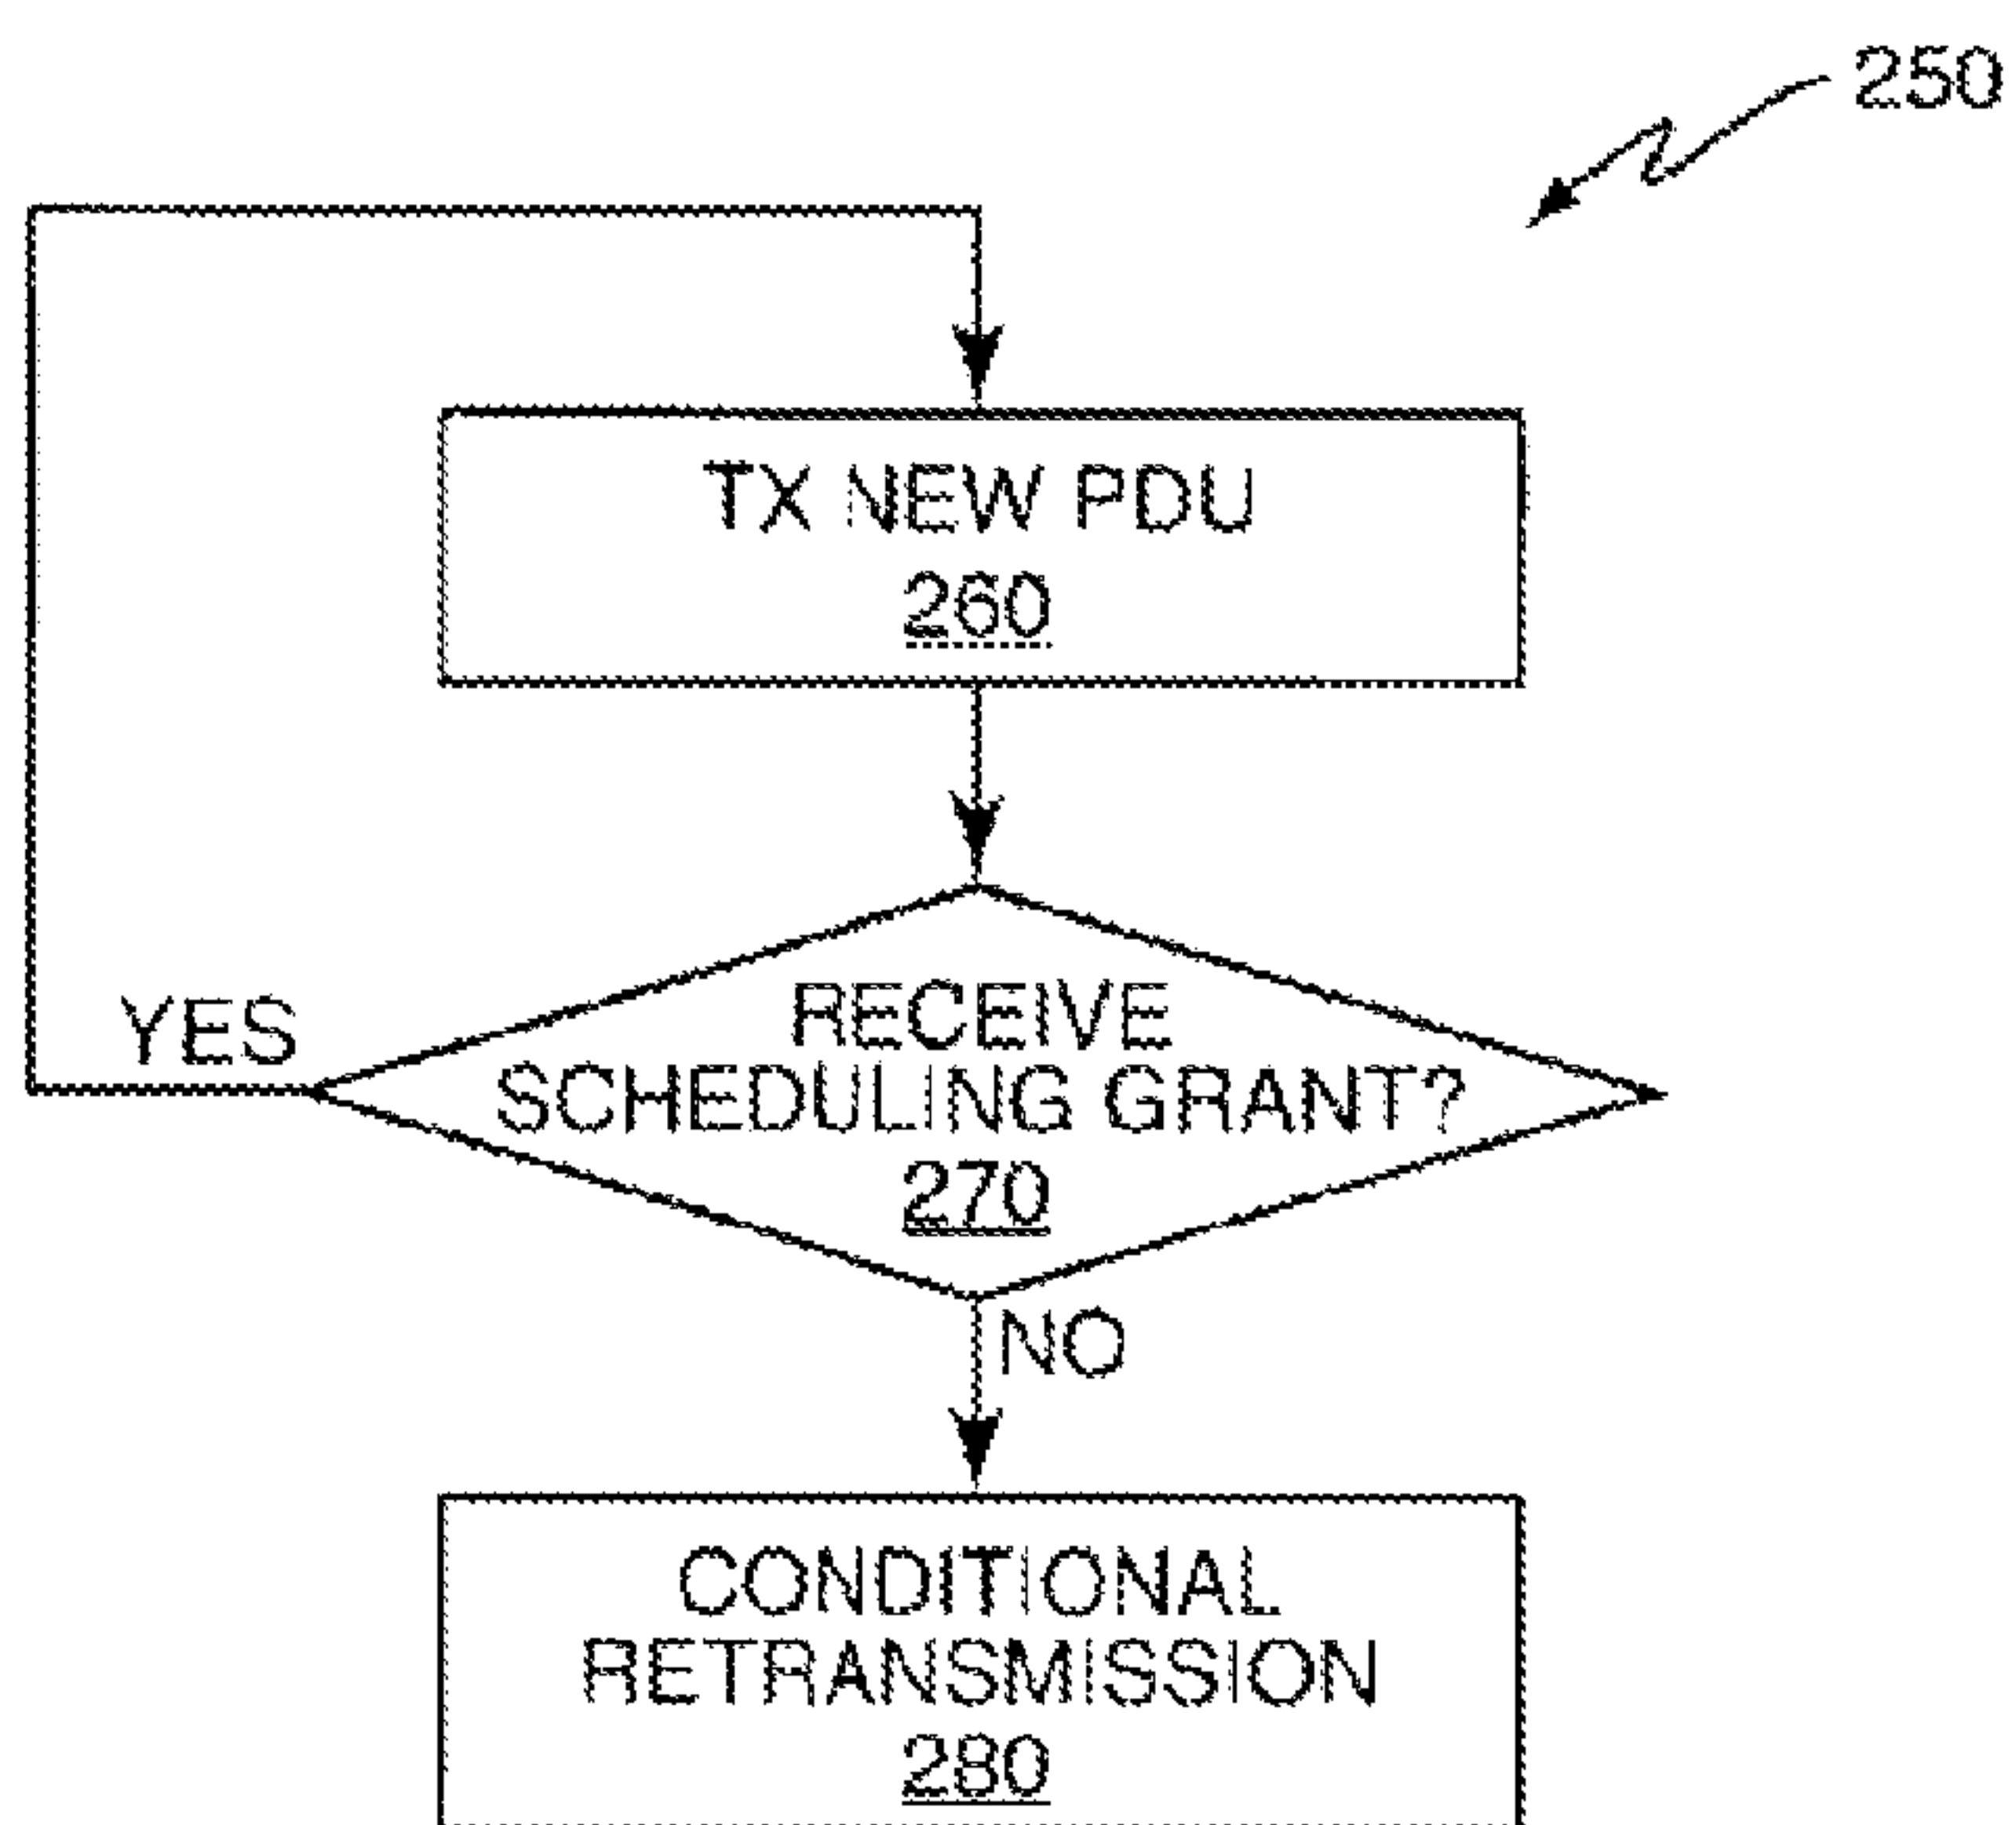 250
TX NEW PDU
260
RECEIVE
SCHEDULING GRANT?
270
YES
NO
CONDITIONAL
RETRANSMISSION
280